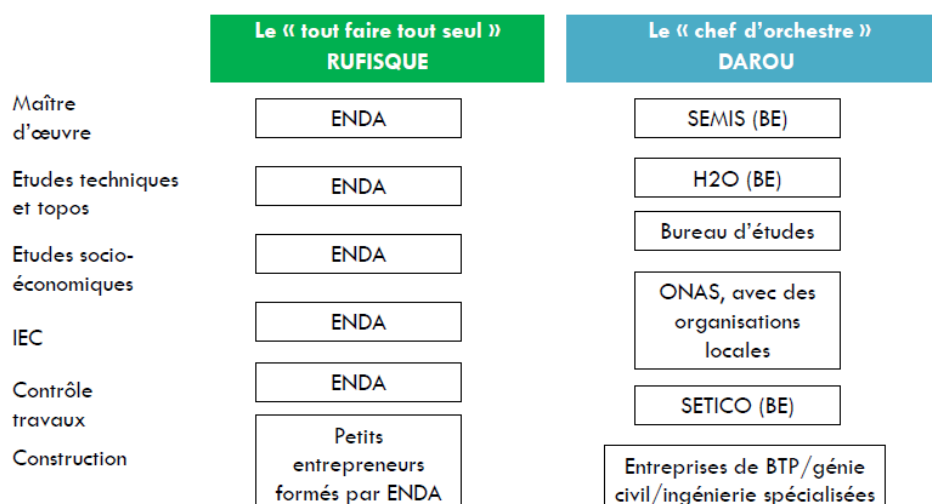 Le « tout faire tout seul »
RUFISQUE
Le « chef d'orchestre »
DAROU
Maître
d'œuvre
ENDA
SEMIS (BE)
Etudes techniques
et topos
ENDA
H2O (BE)
Etudes socio-
économiques
ENDA
Bureau d'études
IEC
ENDA
ONAS, avec des
organisations
locales
Contrôle
travaux
ENDA
SETICO (BE)
Construction
Petits
entrepreneurs
formés par ENDA
Entreprises de BTP/génie
civil/ingénierie spécialisées